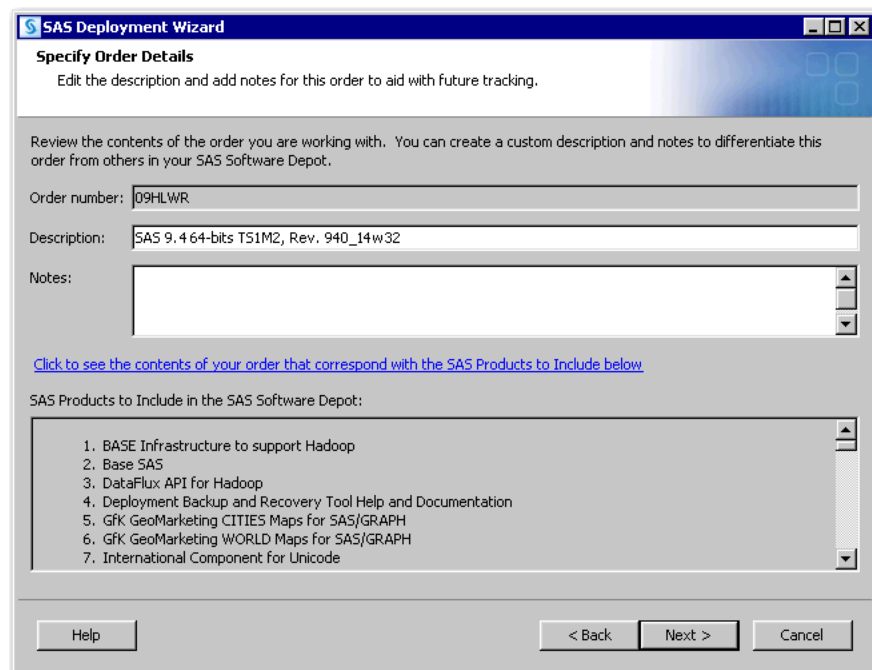 SAS Deployment Wizard
Specify Order Details
Edit the description and add notes for this order to aid with future tracking.
Review the contents of the order you are working with. You can create a custom description and notes to differentiate this
order from others in your SAS Software Depot.
Order number: 09HLWR
Description: SAS 9.4 64-bits TS1M2, Rev. 940_14w32
Notes:
Click to see the contents of your order that correspond with the SAS Products to Include below
SAS Products to Include in the SAS Software Depot:
1. BASE Infrastructure to support Hadoop
2. Base SAS
3. DataFlux API for Hadoop
4. Deployment Backup and Recovery Tool Help and Documentation
5. GfK GeoMarketing CITIES Maps for SAS/GRAPH
6. GfK GeoMarketing WORLD Maps for SAS/GRAPH
7. International Component for Unicode
Help < Back Next > Cancel